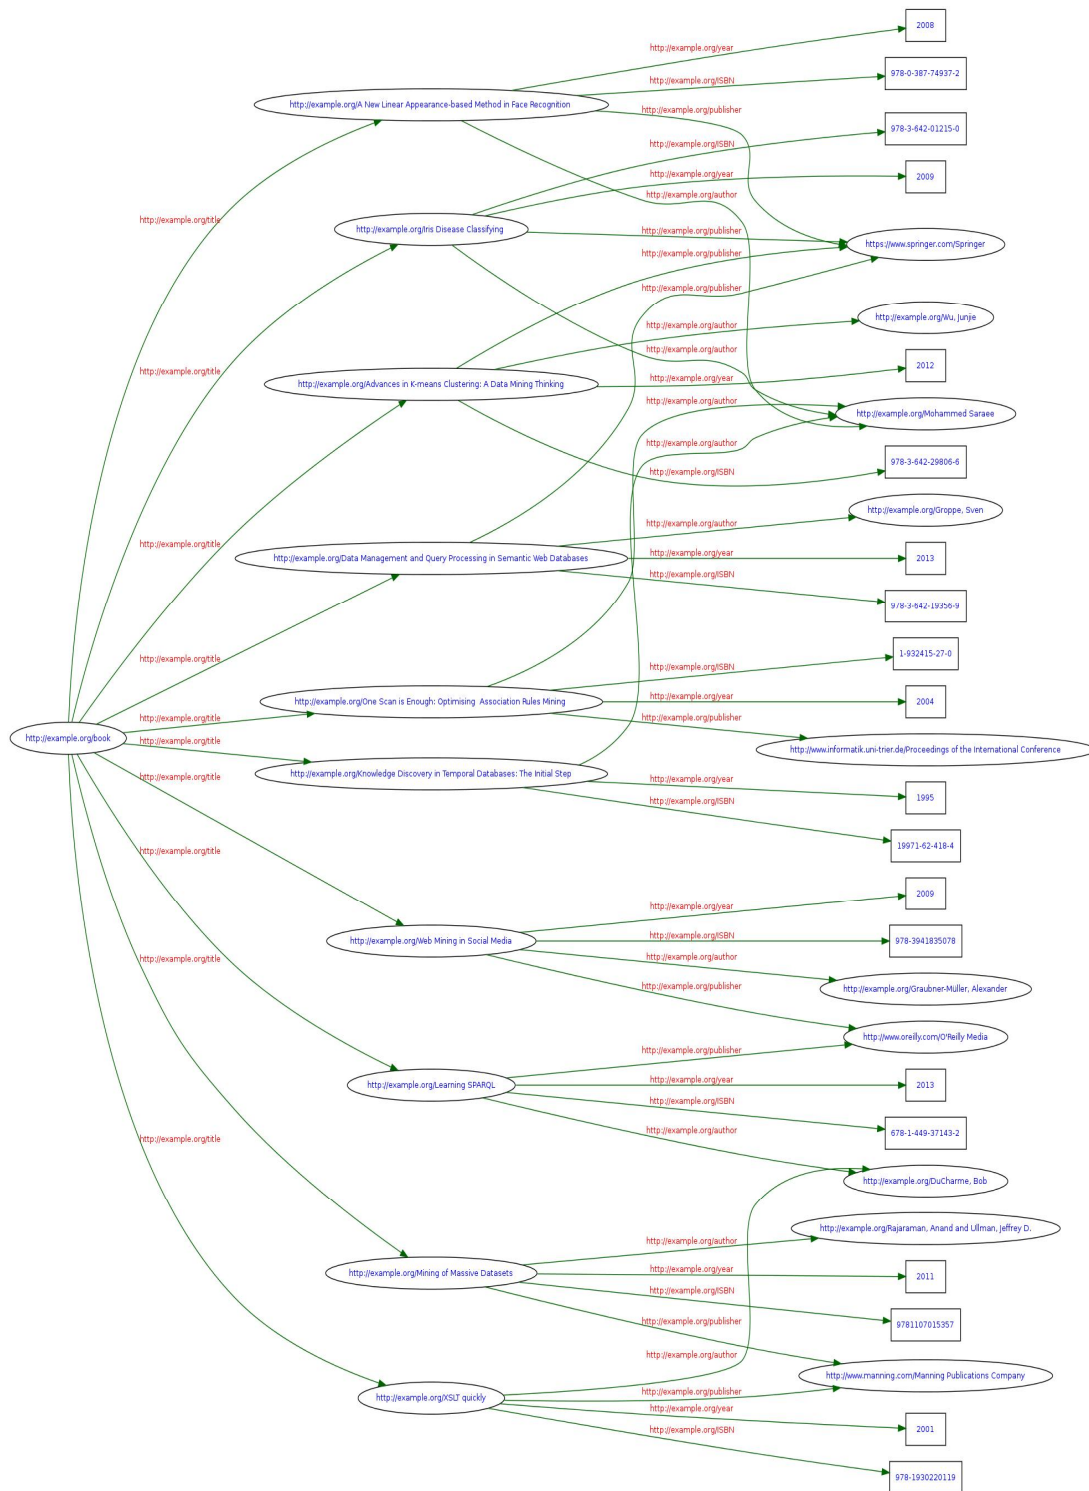 2008
http://example.org/year
978-0-387-74937-2
http://example.org/ISBN
http://example.org/A New Linear Appearance-based Method in Face Recognition
http://example.org/publisher
978-3-642-01215-0
http://example.org/ISBN
2009
http://example.org/year
http://example.org/author
http://example.org/title
http://example.org/Iris Disease Classifying
http://example.org/publisher
https://www.springer.com/Springer
http://example.org/publisher
http://example.org/publisher
http://example.org/Wu, Junjie
http://example.org/author
http://example.org/author
2012
http://example.org/title
http://example.org/year
http://example.org/Advances in K-means Clustering: A Data Mining Thinking
http://example.org/author
http://example.org/Mohammed Saraee
http://example.org/author
978-3-642-29806-6
http://example.org/ISBN
http://example.org/Groppe, Sven
http://example.org/author
http://example.org/title
http://example.org/year
http://example.org/Data Management and Query Processing in Semantic Web Databases
2013
http://example.org/ISBN
978-3-642-19356-9
1-932415-27-0
http://example.org/title
http://example.org/ISBN
http://example.org/year
http://example.org/One Scan is Enough: Optimising  Association Rules Mining
2004
http://example.org/title
http://example.org/publisher
http://example.org/book
http://example.org/title
http://www.informatik.uni-trier.de/Proceedings of the International Conference
http://example.org/Knowledge Discovery in Temporal Databases: The Initial Step
http://example.org/title
http://example.org/year
1995
http://example.org/ISBN
19971-62-418-4
http://example.org/title
2009
http://example.org/year
http://example.org/ISBN
http://example.org/Web Mining in Social Media
978-3941835078
http://example.org/title
http://example.org/author
http://example.org/publisher
http://example.org/Graubner-Müller, Alexander
http://www.oreilly.com/O'Reilly Media
http://example.org/publisher
http://example.org/year
http://example.org/Learning SPARQL
2013
http://example.org/ISBN
http://example.org/author
678-1-449-37143-2
http://example.org/title
http://example.org/DuCharme, Bob
http://example.org/Rajaraman, Anand and Ullman, Jeffrey D.
http://example.org/author
http://example.org/year
http://example.org/Mining of Massive Datasets
2011
http://example.org/ISBN
http://example.org/publisher
9781107015357
http://example.org/author
http://www.manning.com/Manning Publications Company
http://example.org/publisher
http://example.org/XSLT quickly
http://example.org/year
2001
http://example.org/ISBN
978-1930220119